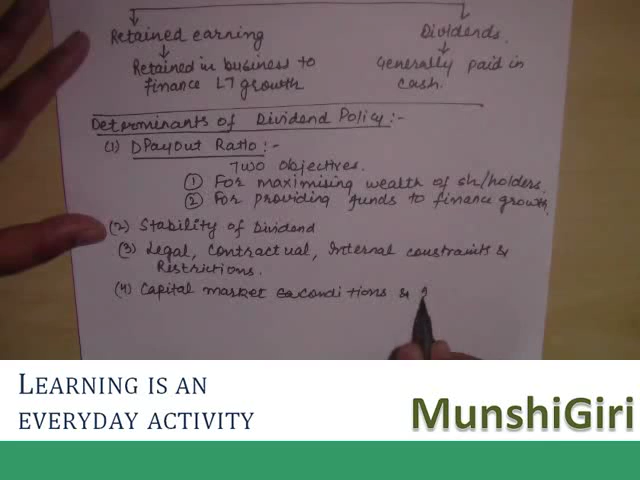 Retained earning Dividends.
Retained in business to Generally paid in
finance LT growth cash.
Determinants of Dividend Policy:-
(1) DPayout Ratio:-
Two objectives.
① For maximising wealth of sh/holders.
② For providing funds to finance growth.
(2) Stability of Dividend
(3) Legal, Contractual, Internal constraints &
Restrictions.
(4) Capital market conditions &
LEARNING IS AN
EVERYDAY ACTIVITY
MunshiGiri